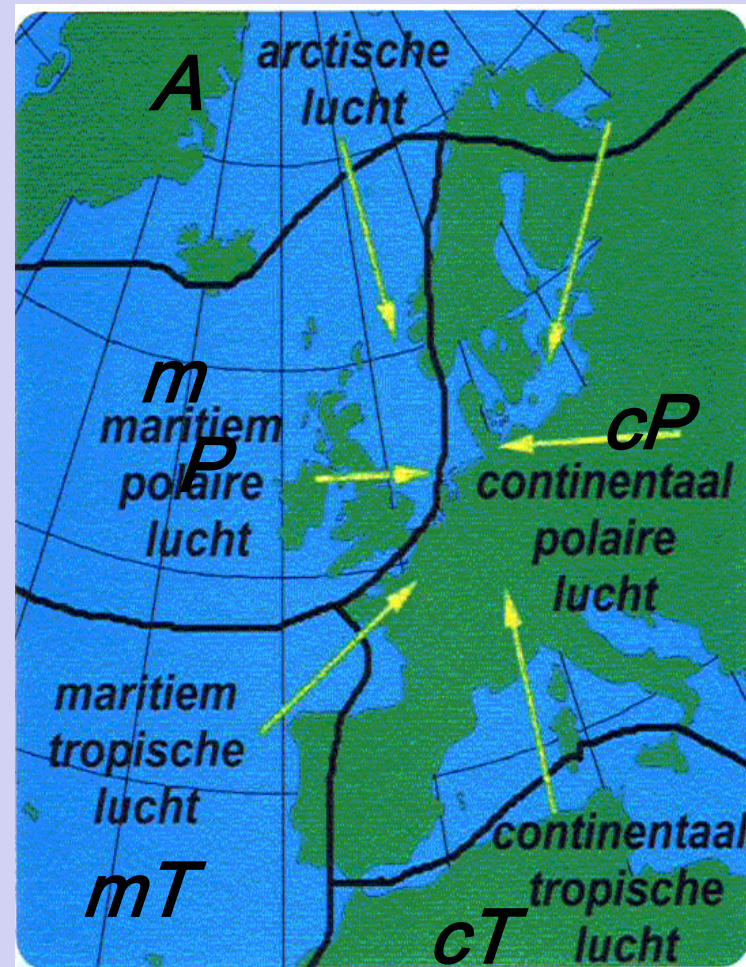 A
arctische
lucht
m
maritiem
P
polaire
lucht
cP
continentaal
polaire
lucht
maritiem
tropische
lucht
mT
continentaal
tropische
lucht
cT